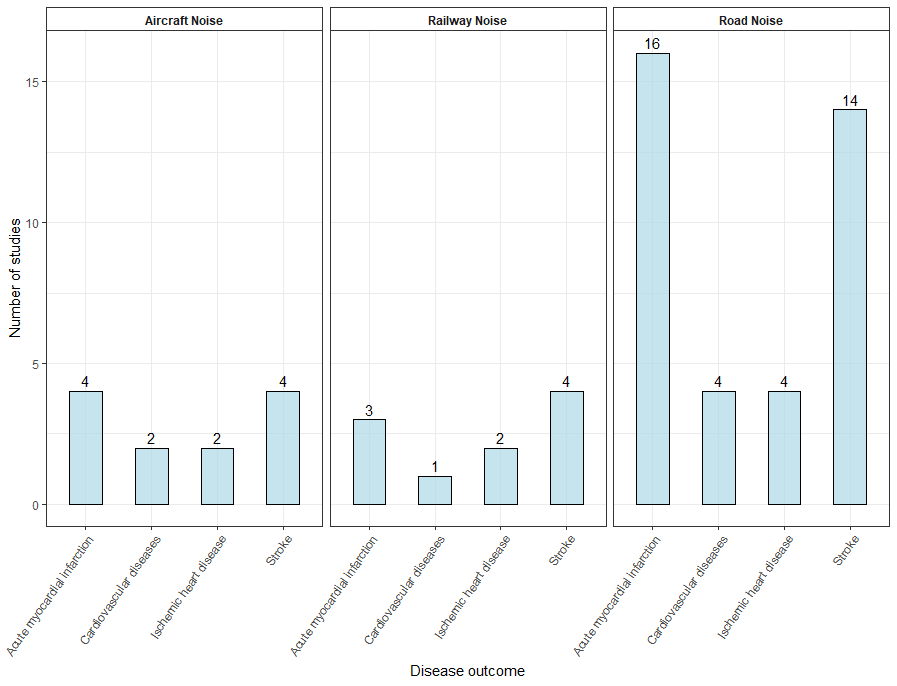 Aircraft Noise
Railway Noise
Road Noise
Number of studies
15
10
5
0
4
2
2
4
3
1
2
4
16
4
4
14
Acute myocardial infarction
Cardiovascular diseases
Ischemic heart disease
Stroke
Acute myocardial infarction
Cardiovascular diseases
Ischemic heart disease
Stroke
Acute myocardial infarction
Cardiovascular diseases
Ischemic heart disease
Stroke
Disease outcome